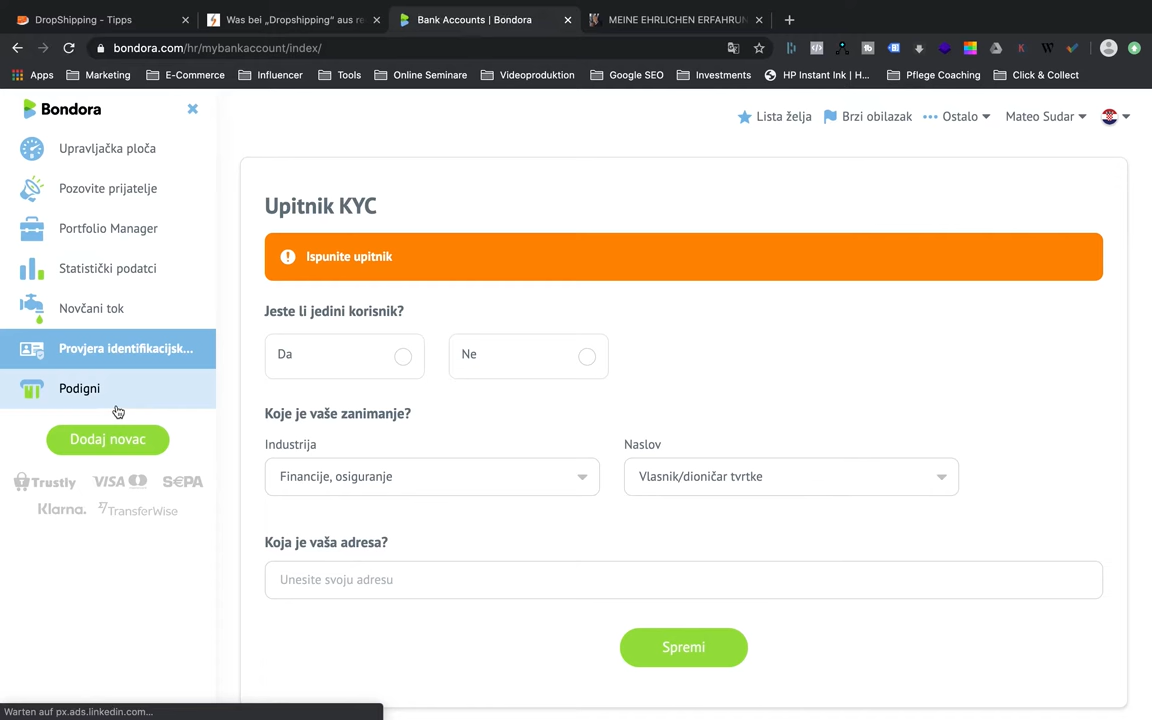 DropShipping - Tipps
Was bei „Dropshipping“ aus re
Bank Accounts | Bondora
MEINE EHRLICHEN ERFAHRUN
bondora.com/hr/mybankaccount/index/
Apps
Marketing
E-Commerce
Influencer
Tools
Online Seminare
Videoproduktion
Google SEO
Investments
HP Instant Ink | H...
Pflege Coaching
Click & Collect
Bondora
Lista želja
Brzi obilazak
Ostalo
Mateo Sudar
Upravljačka ploča
Pozovite prijatelje
Portfolio Manager
Statistički podatci
Novčani tok
Provjera identifikacijsk...
Podigni
Dodaj novac
Trustly
VISA
SEPA
Klarna.
TransferWise
Upitnik KYC
Ispunite upitnik
Jeste li jedini korisnik?
Da
Ne
Koje je vaše zanimanje?
Industrija
Naslov
Financije, osiguranje
Vlasnik/dioničar tvrtke
Koja je vaša adresa?
Unesite svoju adresu
Spremi
Warten auf px.ads.linkedin.com...